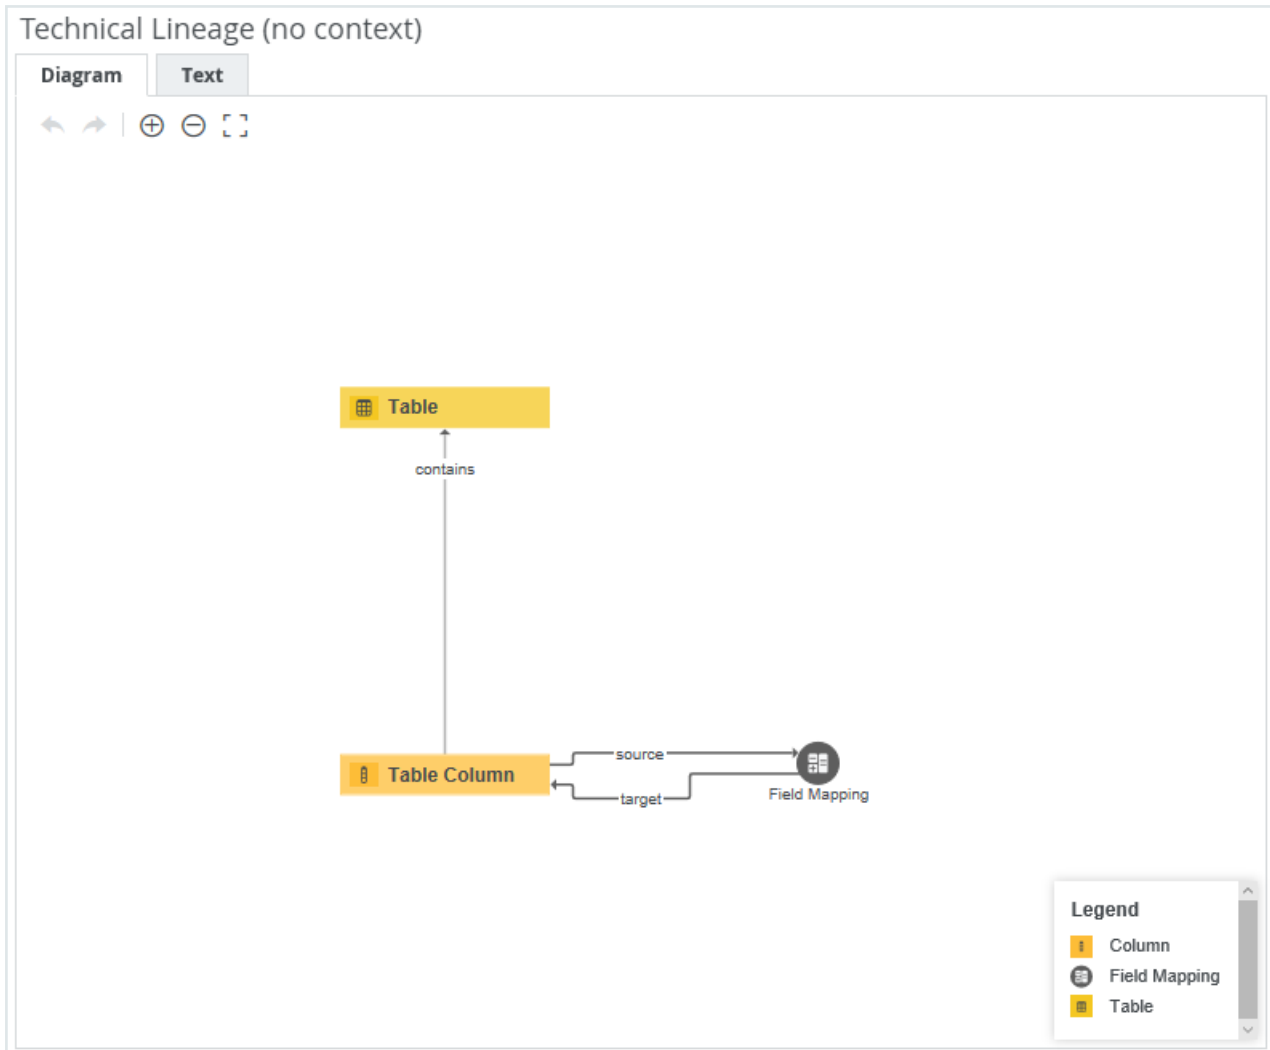 Technical Lineage (no context)
Diagram Text
Table
contains
Table Column
source
target
Field Mapping
Legend
Column
Field Mapping
Table